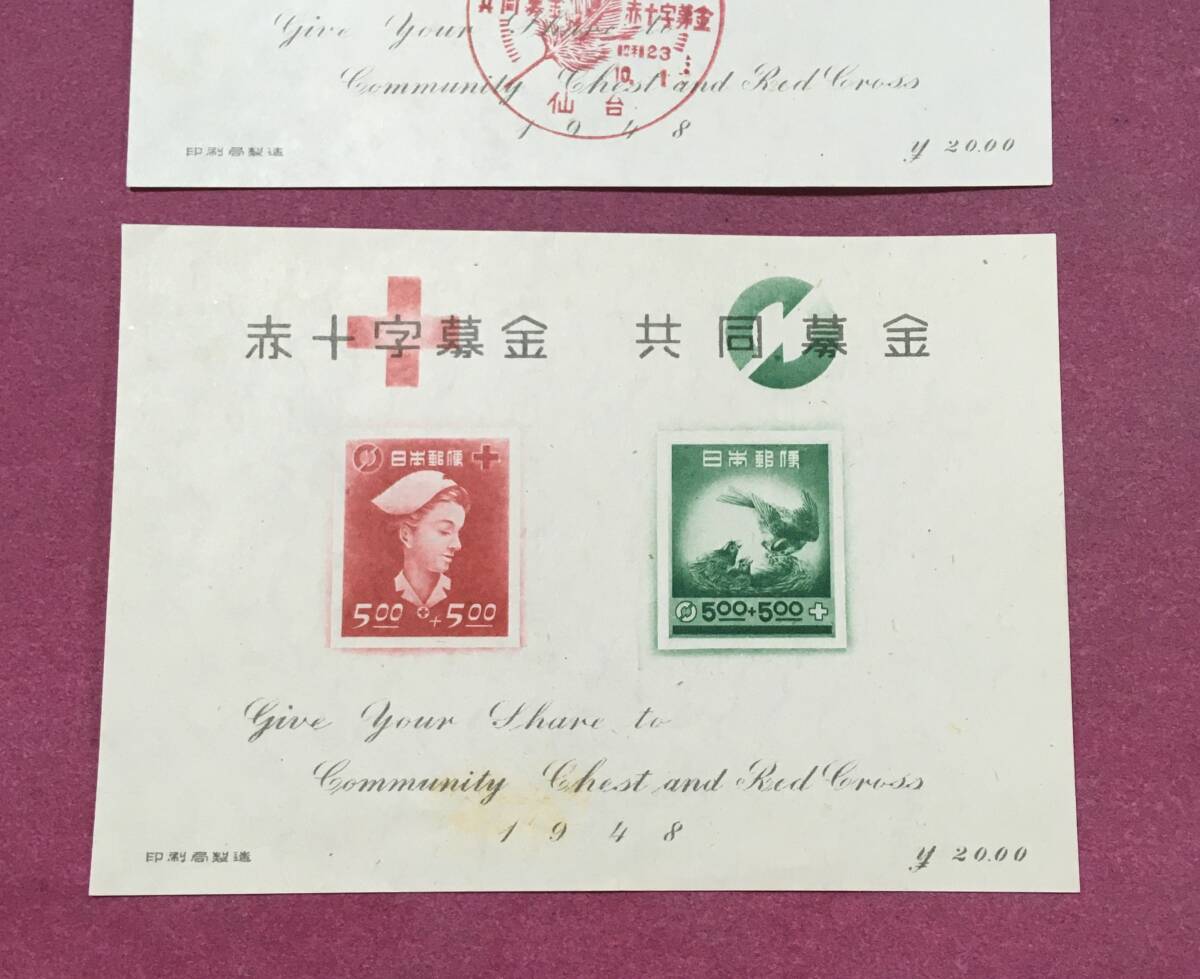 共同募金 赤十字募金
Give Your Share to
昭和23
10. 1
Community Chest and Red Cross
仙台
1948
印刷局製造
¥ 20.00
赤十字募金 共同募金
日本郵便
5.00 + 5.00
日本郵便
5.00+5.00
Give Your Share to
Community Chest and Red Cross
1948
印刷局製造
¥ 20.00